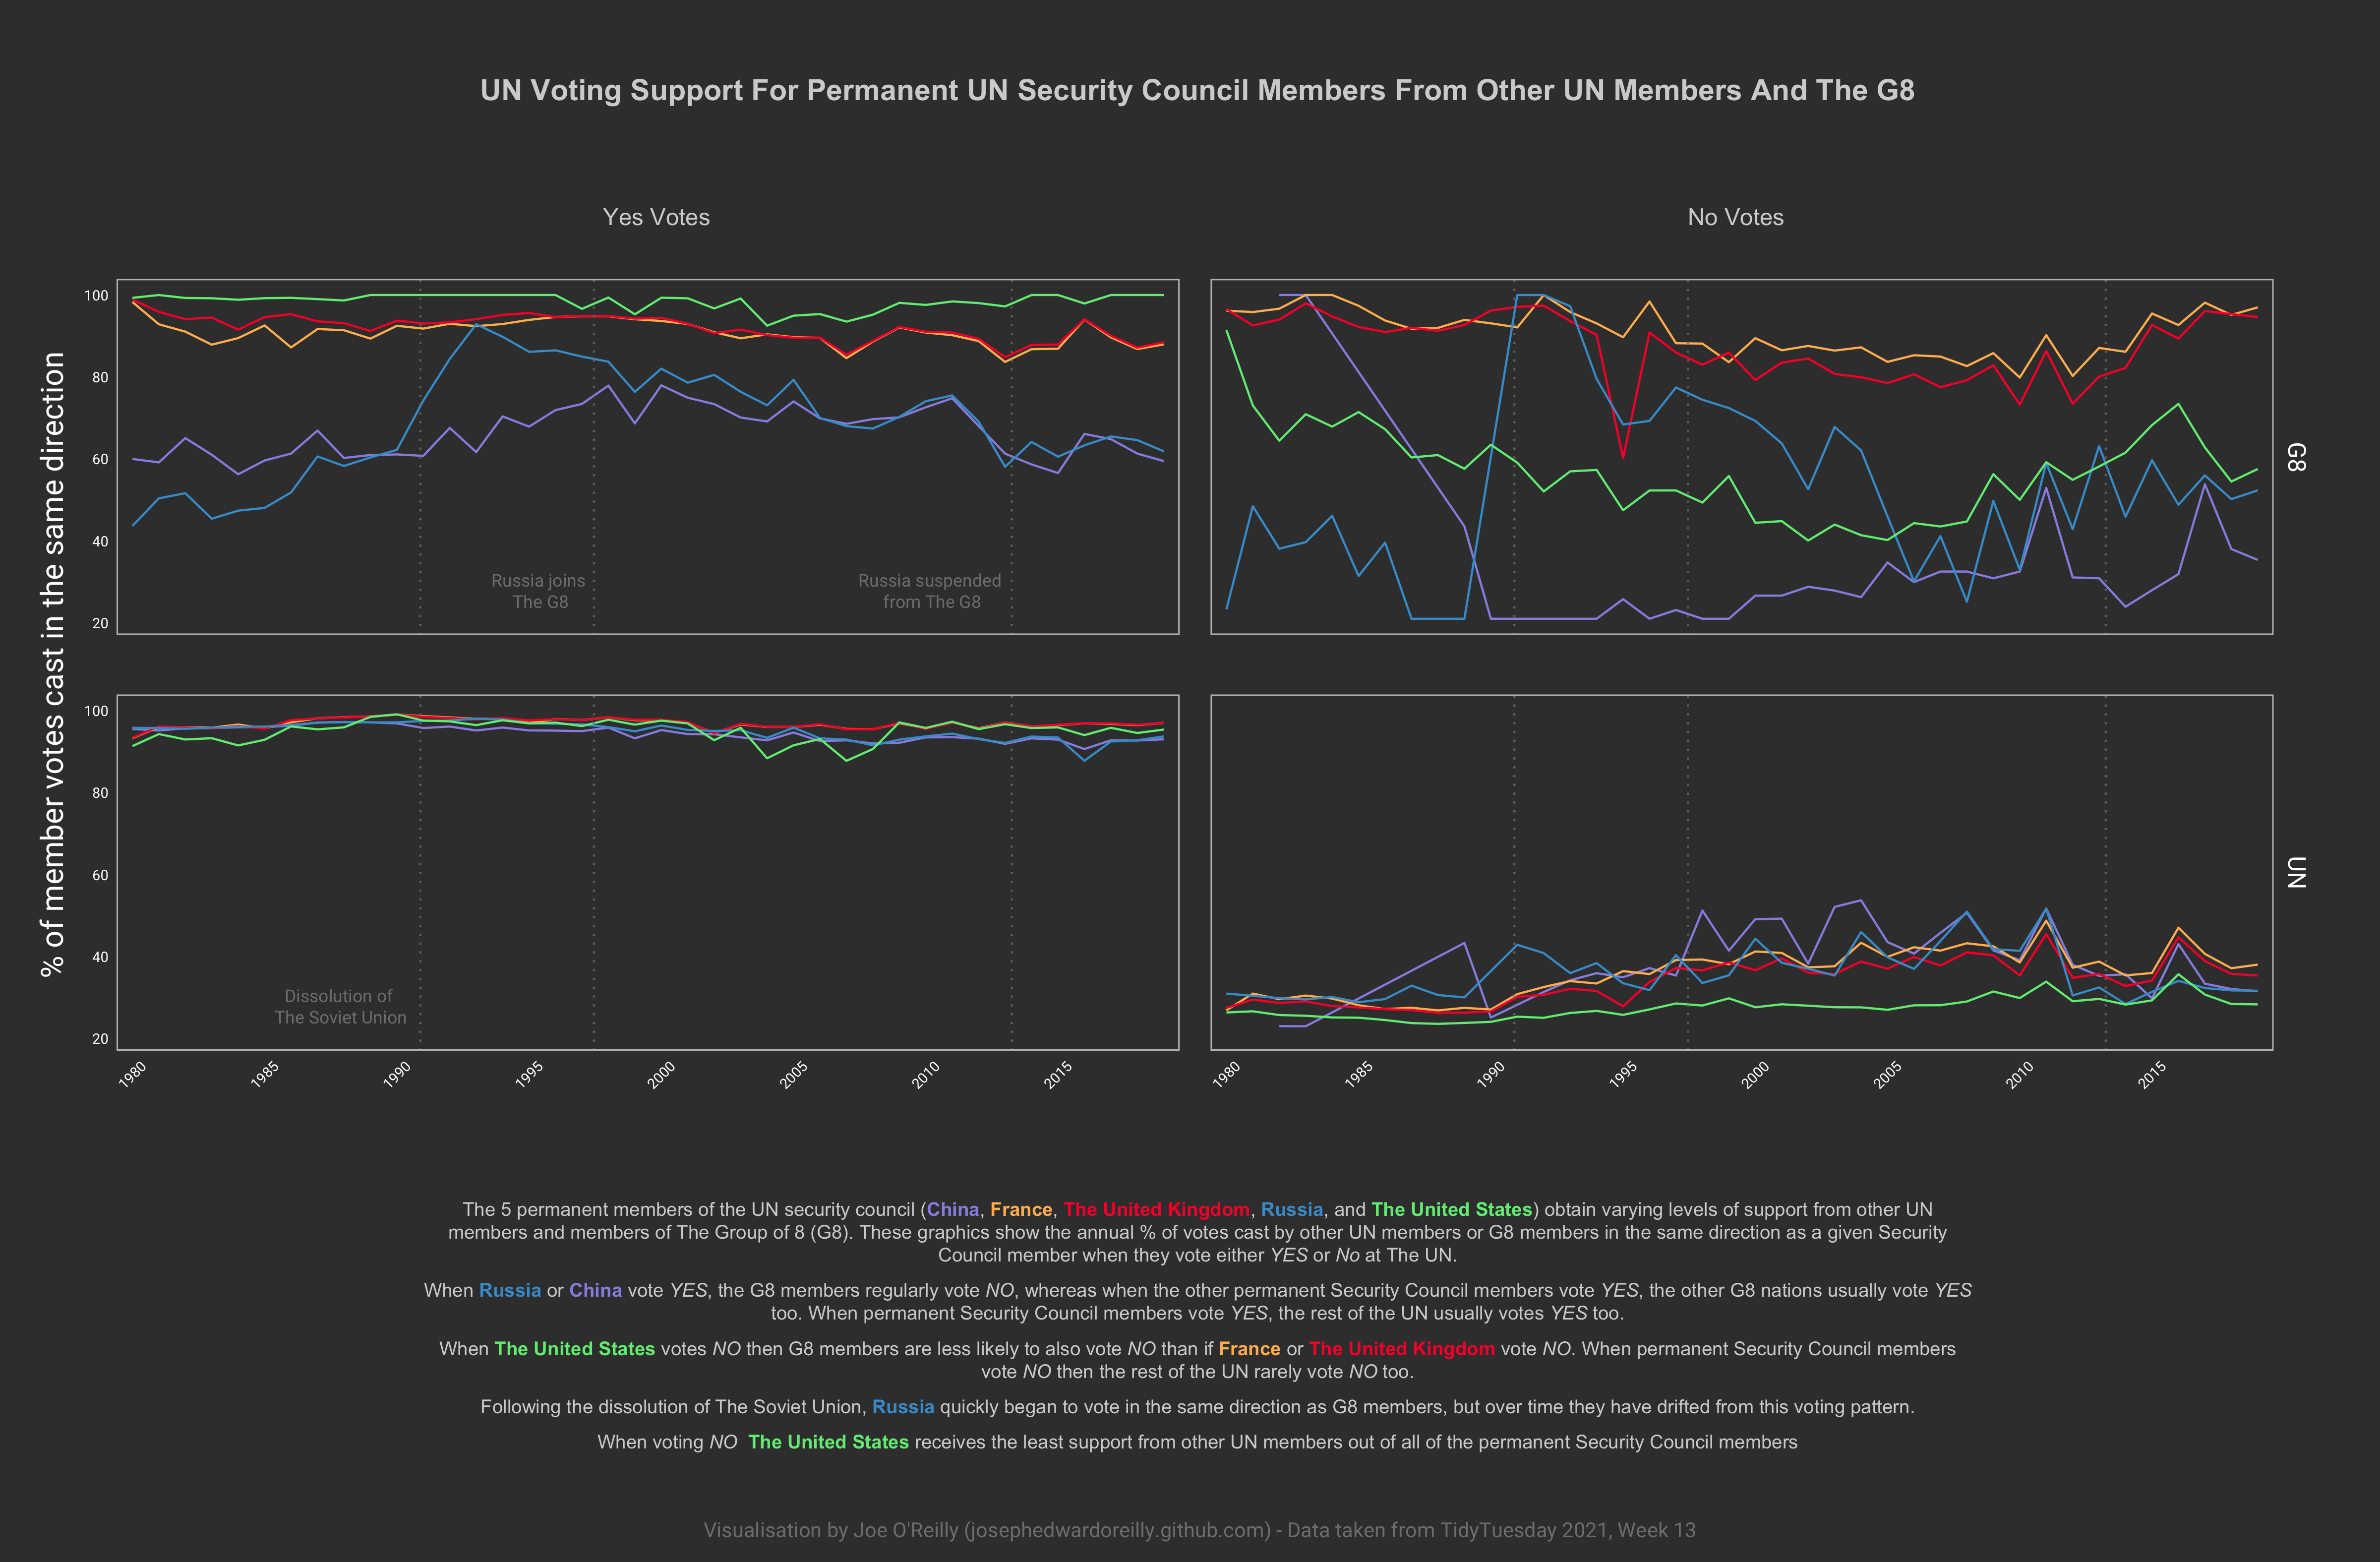 UN Voting Support For Permanent UN Security Council Members From Other UN Members And The G8
Yes Votes
No Votes
% of member votes cast in the same direction
100
80
60
40
20
Russia joins
The G8
Russia suspended
from The G8
G8
100
80
60
40
20
Dissolution of
The Soviet Union
UN
1980
1985
1990
1995
2000
2005
2010
2015
1980
1985
1990
1995
2000
2005
2010
2015
The 5 permanent members of the UN security council (China, France, The United Kingdom, Russia, and The United States) obtain varying levels of support from other UN
members and members of The Group of 8 (G8). These graphics show the annual % of votes cast by other UN members or G8 members in the same direction as a given Security
Council member when they vote either YES or No at The UN.
When Russia or China vote YES, the G8 members regularly vote NO, whereas when the other permanent Security Council members vote YES, the other G8 nations usually vote YES
too. When permanent Security Council members vote YES, the rest of the UN usually votes YES too.
When The United States votes NO then G8 members are less likely to also vote NO than if France or The United Kingdom vote NO. When permanent Security Council members
vote NO then the rest of the UN rarely vote NO too.
Following the dissolution of The Soviet Union, Russia quickly began to vote in the same direction as G8 members, but over time they have drifted from this voting pattern.
When voting NO The United States receives the least support from other UN members out of all of the permanent Security Council members
Visualisation by Joe O'Reilly (josephedwardoreilly.github.com) - Data taken from TidyTuesday 2021, Week 13